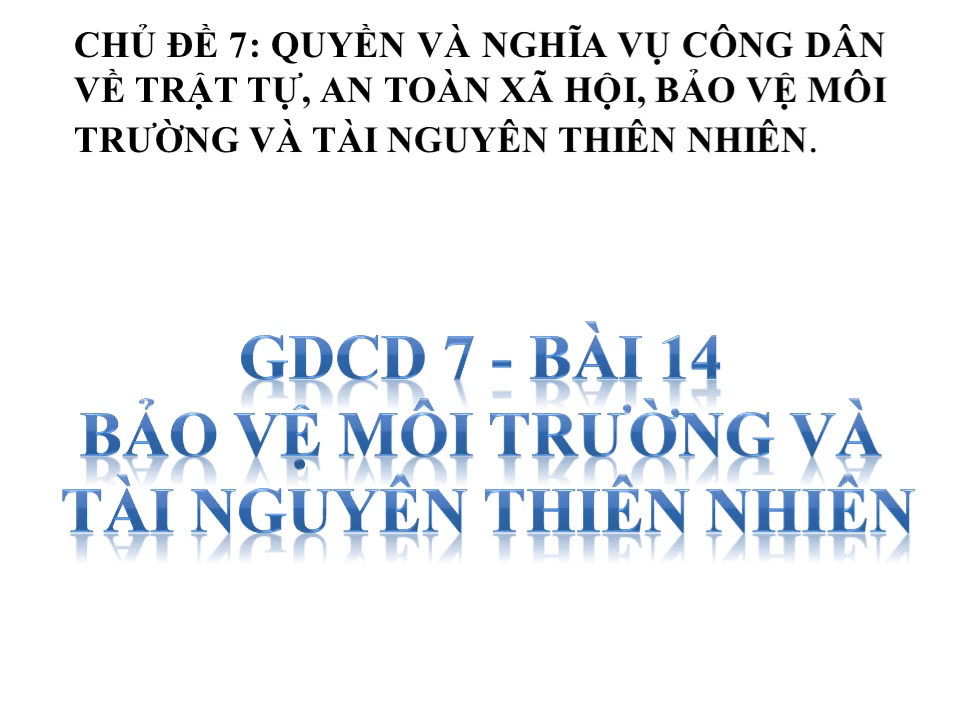 CHỦ ĐỀ 7: QUYỀN VÀ NGHĨA VỤ CÔNG DÂN
VỀ TRẬT TỰ, AN TOÀN XÃ HỘI, BẢO VỆ MÔI
TRƯỜNG VÀ TÀI NGUYÊN THIÊN NHIÊN.
GDCD 7 - BÀI 14
BẢO VỆ MÔI TRƯỜNG VÀ
TÀI NGUYÊN THIÊN NHIÊN